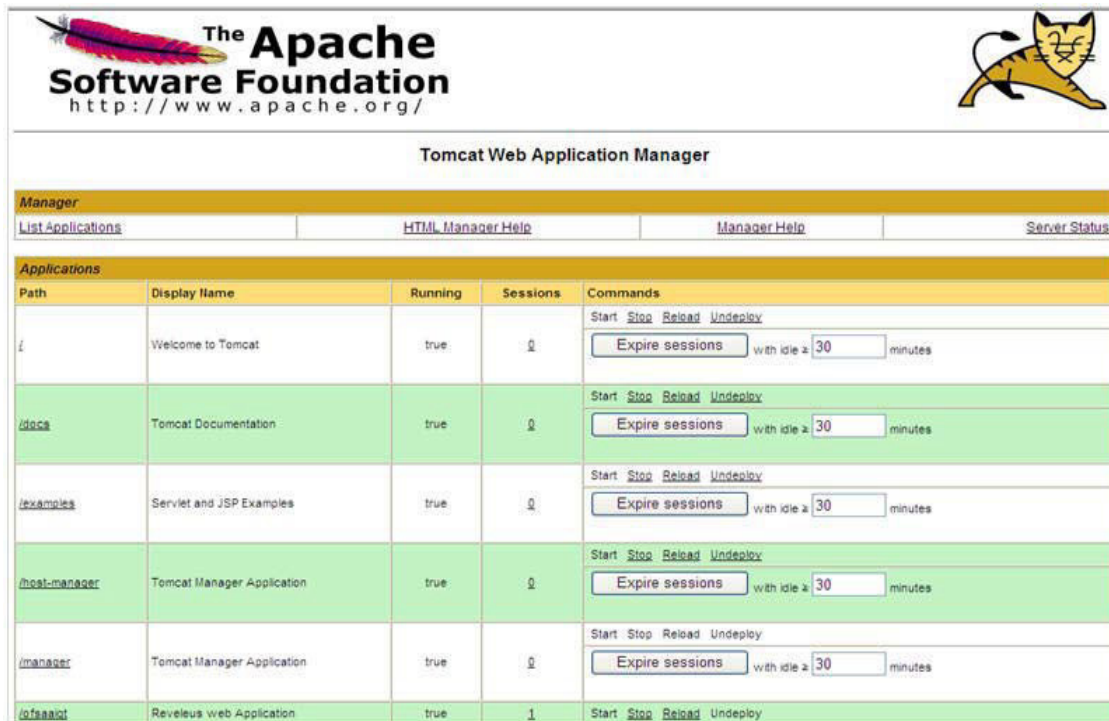 The Apache
Software Foundation
http://www.apache.org/
Tomcat Web Application Manager
Manager
List Applications HTML Manager Help Manager Help Server Status
Applications
Path Display Name Running Sessions Commands
Start Stop Reload Undeploy
/ Welcome to Tomcat true 0 Expire sessions with idle ≥ 30 minutes
Start Stop Reload Undeploy
/docs Tomcat Documentation true 0 Expire sessions with idle ≥ 30 minutes
Start Stop Reload Undeploy
/examples Servlet and JSP Examples true 0 Expire sessions with idle ≥ 30 minutes
Start Stop Reload Undeploy
/host-manager Tomcat Manager Application true 0 Expire sessions with idle ≥ 30 minutes
Start Stop Reload Undeploy
/manager Tomcat Manager Application true 0 Expire sessions with idle ≥ 30 minutes
Reveleus web Application true 1 Start Stop Reload Undeploy